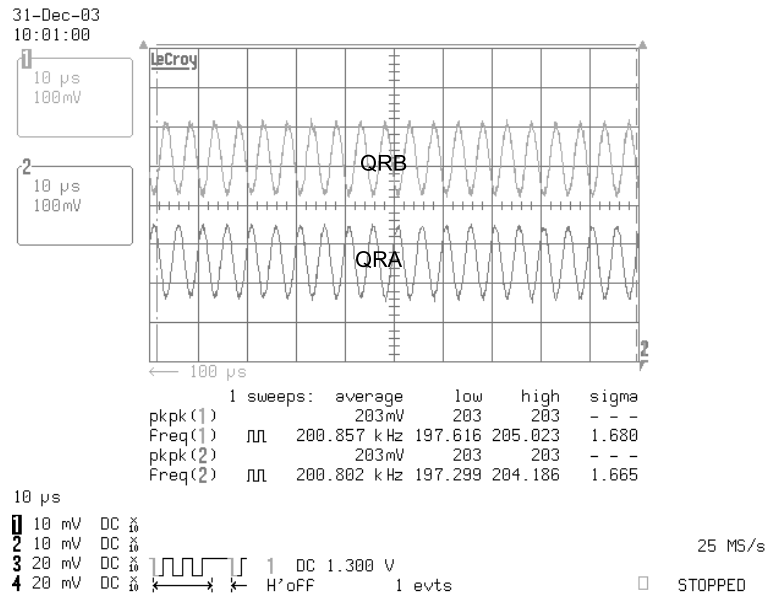 31-Dec-03
10:01:00
LeCroy
1
10 µs
100mV
2
10 µs
100mV
QRB
QRA
2
← 100 µs
1 sweeps: average low high sigma
pkpk(1) 203mV 203 203 - - -
freq(1) 200.857 kHz 197.616 205.023 1.680
pkpk(2) 203mV 203 203 - - -
freq(2) 200.802 kHz 197.299 204.186 1.665
10 µs
1 10 mV DC X10
2 10 mV DC X10
3 20 mV DC X10
4 20 mV DC X10
1 DC 1.300 V
H'oFF 1 evts
25 MS/s
STOPPED